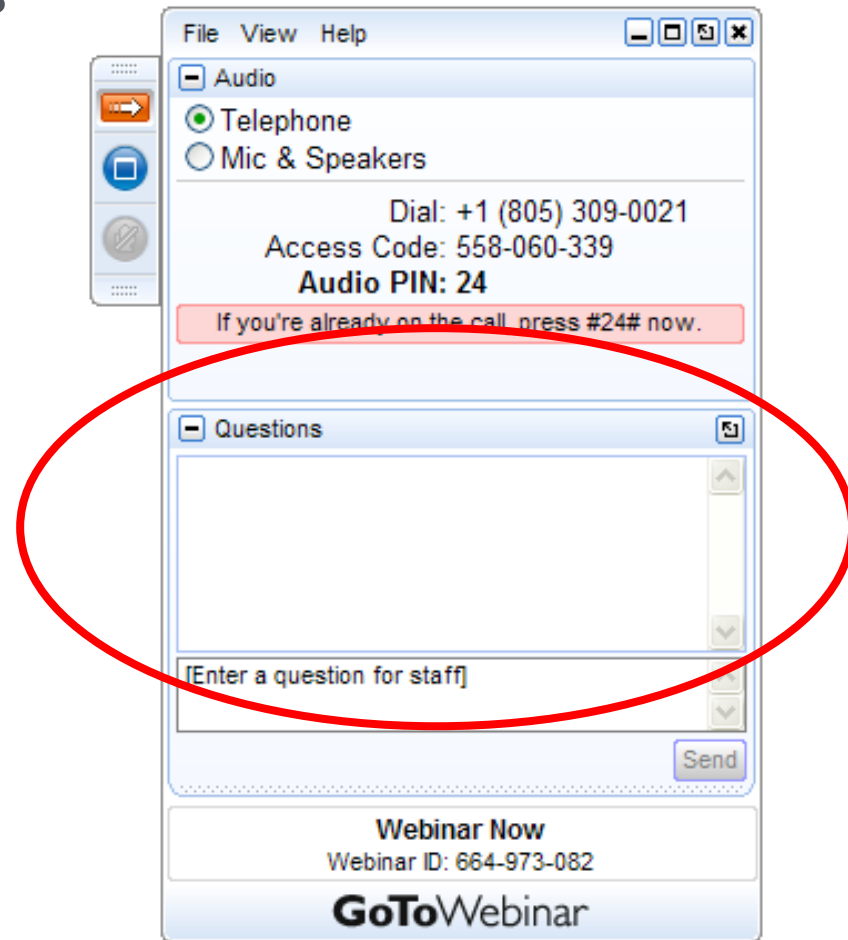 File View Help
Audio
Telephone
Mic & Speakers
Dial: +1 (805) 309-0021
Access Code: 558-060-339
Audio PIN: 24
If you're already on the call, press #24# now.
Questions
[Enter a question for staff]
Send
Webinar Now
Webinar ID: 664-973-082
GoToWebinar